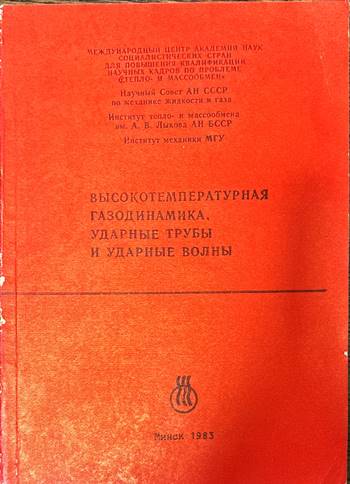 МЕЖДУНАРОДНЫЙ ЦЕНТР АКАДЕМИЙ НАУК
СОЦИАЛИСТИЧЕСКИХ СТРАН
ДЛЯ ПОВЫШЕНИЯ КВАЛИФИКАЦИИ
НАУЧНЫХ КАДРОВ ПО ПРОБЛЕМЕ
«ТЕПЛО- И МАССООБМЕН»
Научный Совет АН СССР
по механике жидкости и газа
Институт тепло- и массообмена
им. А. В. Лыкова АН БССР
Институт механики МГУ
ВЫСОКОТЕМПЕРАТУРНАЯ
ГАЗОДИНАМИКА,
УДАРНЫЕ ТРУБЫ
И УДАРНЫЕ ВОЛНЫ
Минск 1983